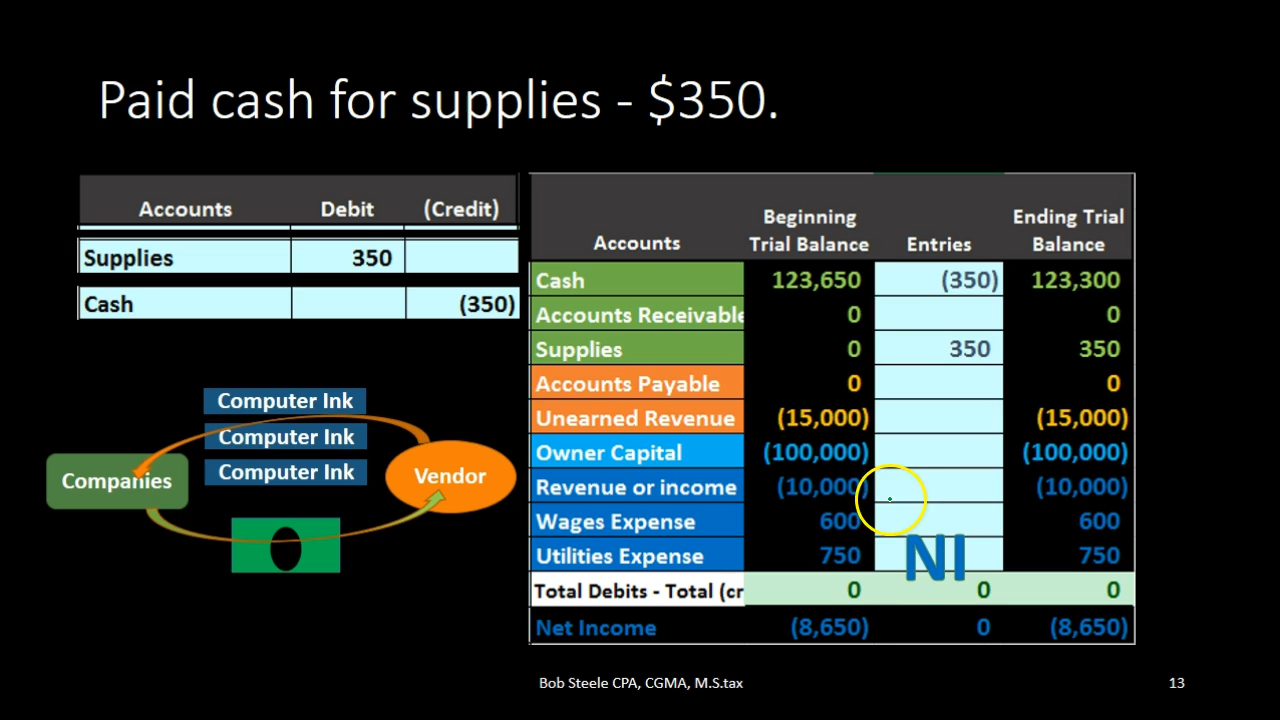 Paid cash for supplies - $350.
Accounts Debit (Credit)
Supplies 350
Cash (350)
Computer Ink
Computer Ink
Computer Ink
Companies
Vendor
Beginning Ending Trial
Accounts Trial Balance Entries Balance
Cash 123,650 (350) 123,300
Accounts Receivable 0 0
Supplies 0 350 350
Accounts Payable 0 0
Unearned Revenue (15,000) (15,000)
Owner Capital (100,000) (100,000)
Revenue or income (10,000) (10,000)
Wages Expense 600 600
Utilities Expense 750 750
NI
Total Debits - Total (cr 0 0 0
Net Income (8,650) 0 (8,650)
Bob Steele CPA, CGMA, M.S.tax 13